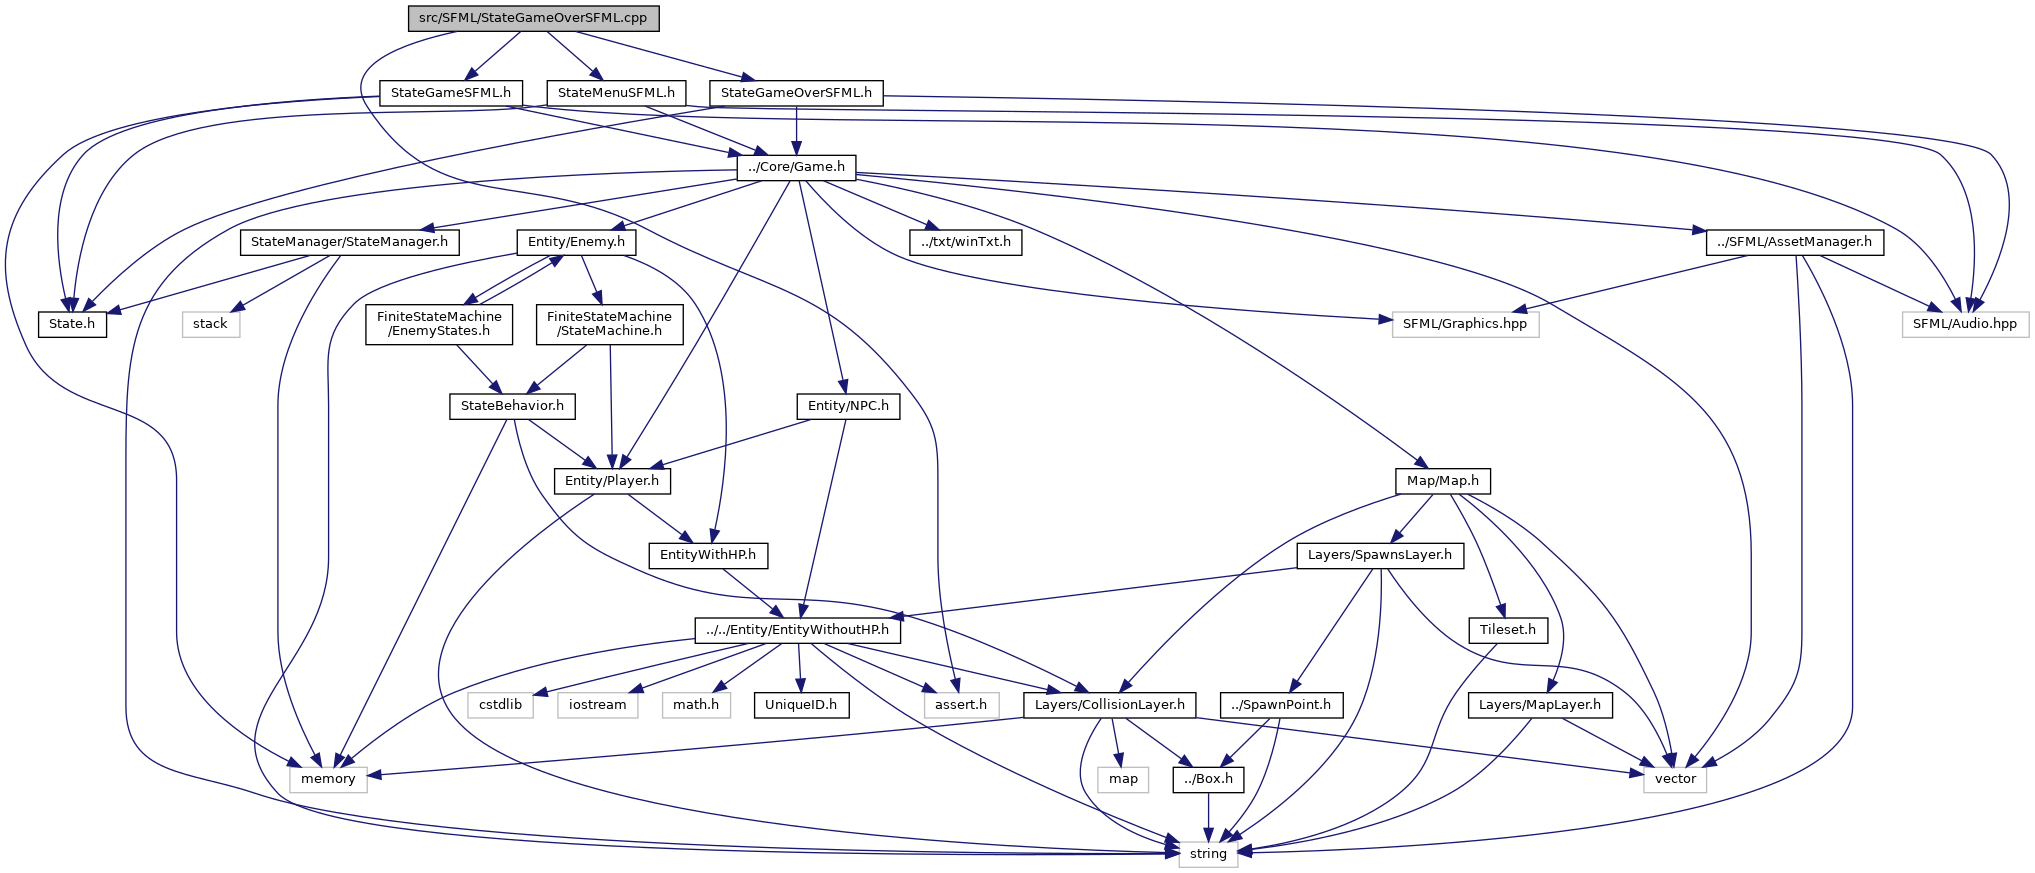 src/SFML/StateGameOverSFML.cpp
StateGameSFML.h
StateMenuSFML.h
StateGameOverSFML.h
../Core/Game.h
StateManager/StateManager.h
Entity/Enemy.h
../txt/winTxt.h
../SFML/AssetManager.h
State.h
stack
FiniteStateMachine
/EnemyStates.h
FiniteStateMachine
/StateMachine.h
SFML/Graphics.hpp
SFML/Audio.hpp
StateBehavior.h
Entity/NPC.h
Entity/Player.h
Map/Map.h
EntityWithHP.h
Layers/SpawnsLayer.h
../../Entity/EntityWithoutHP.h
Tileset.h
cstdlib
iostream
math.h
UniqueID.h
assert.h
Layers/CollisionLayer.h
../SpawnPoint.h
Layers/MapLayer.h
memory
map
../Box.h
vector
string